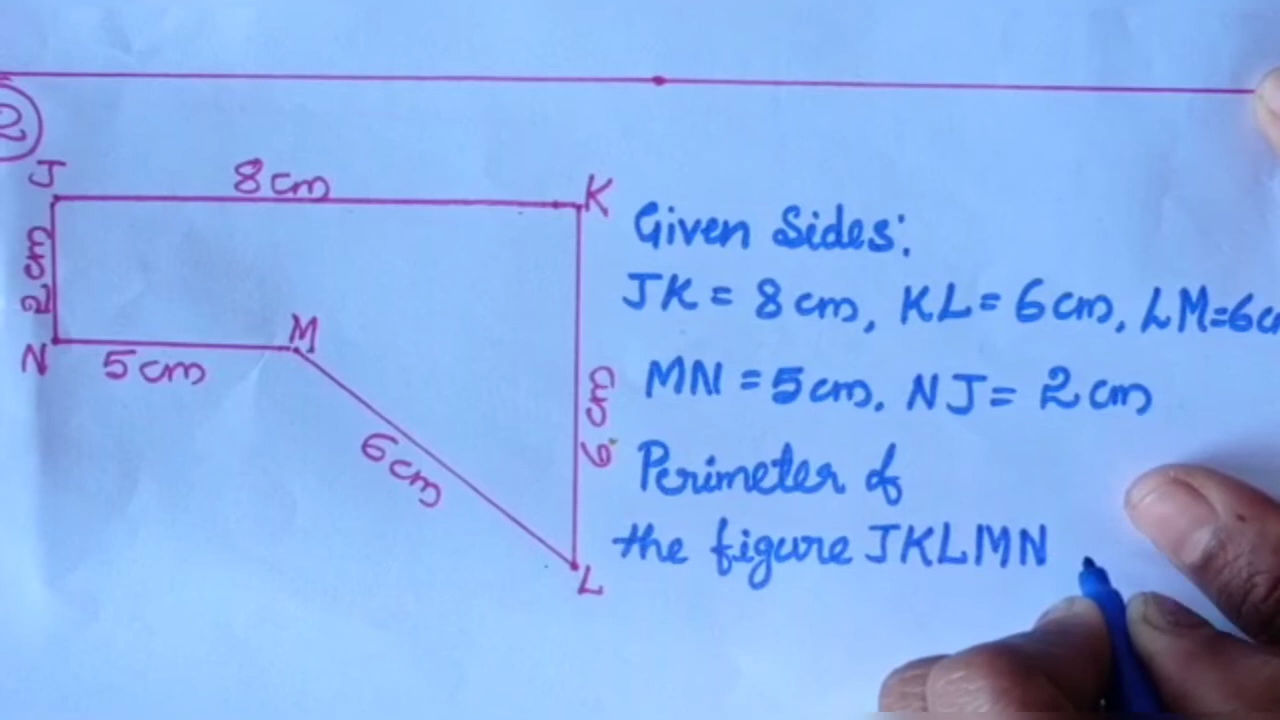 2
J
8 cm
K
2 cm
N
5 cm
M
6 cm
6 cm
L
Given Sides:
JK = 8 cm, KL = 6 cm, LM = 6 c
MN = 5 cm, NJ = 2 cm
Perimeter of
the figure JKLMN